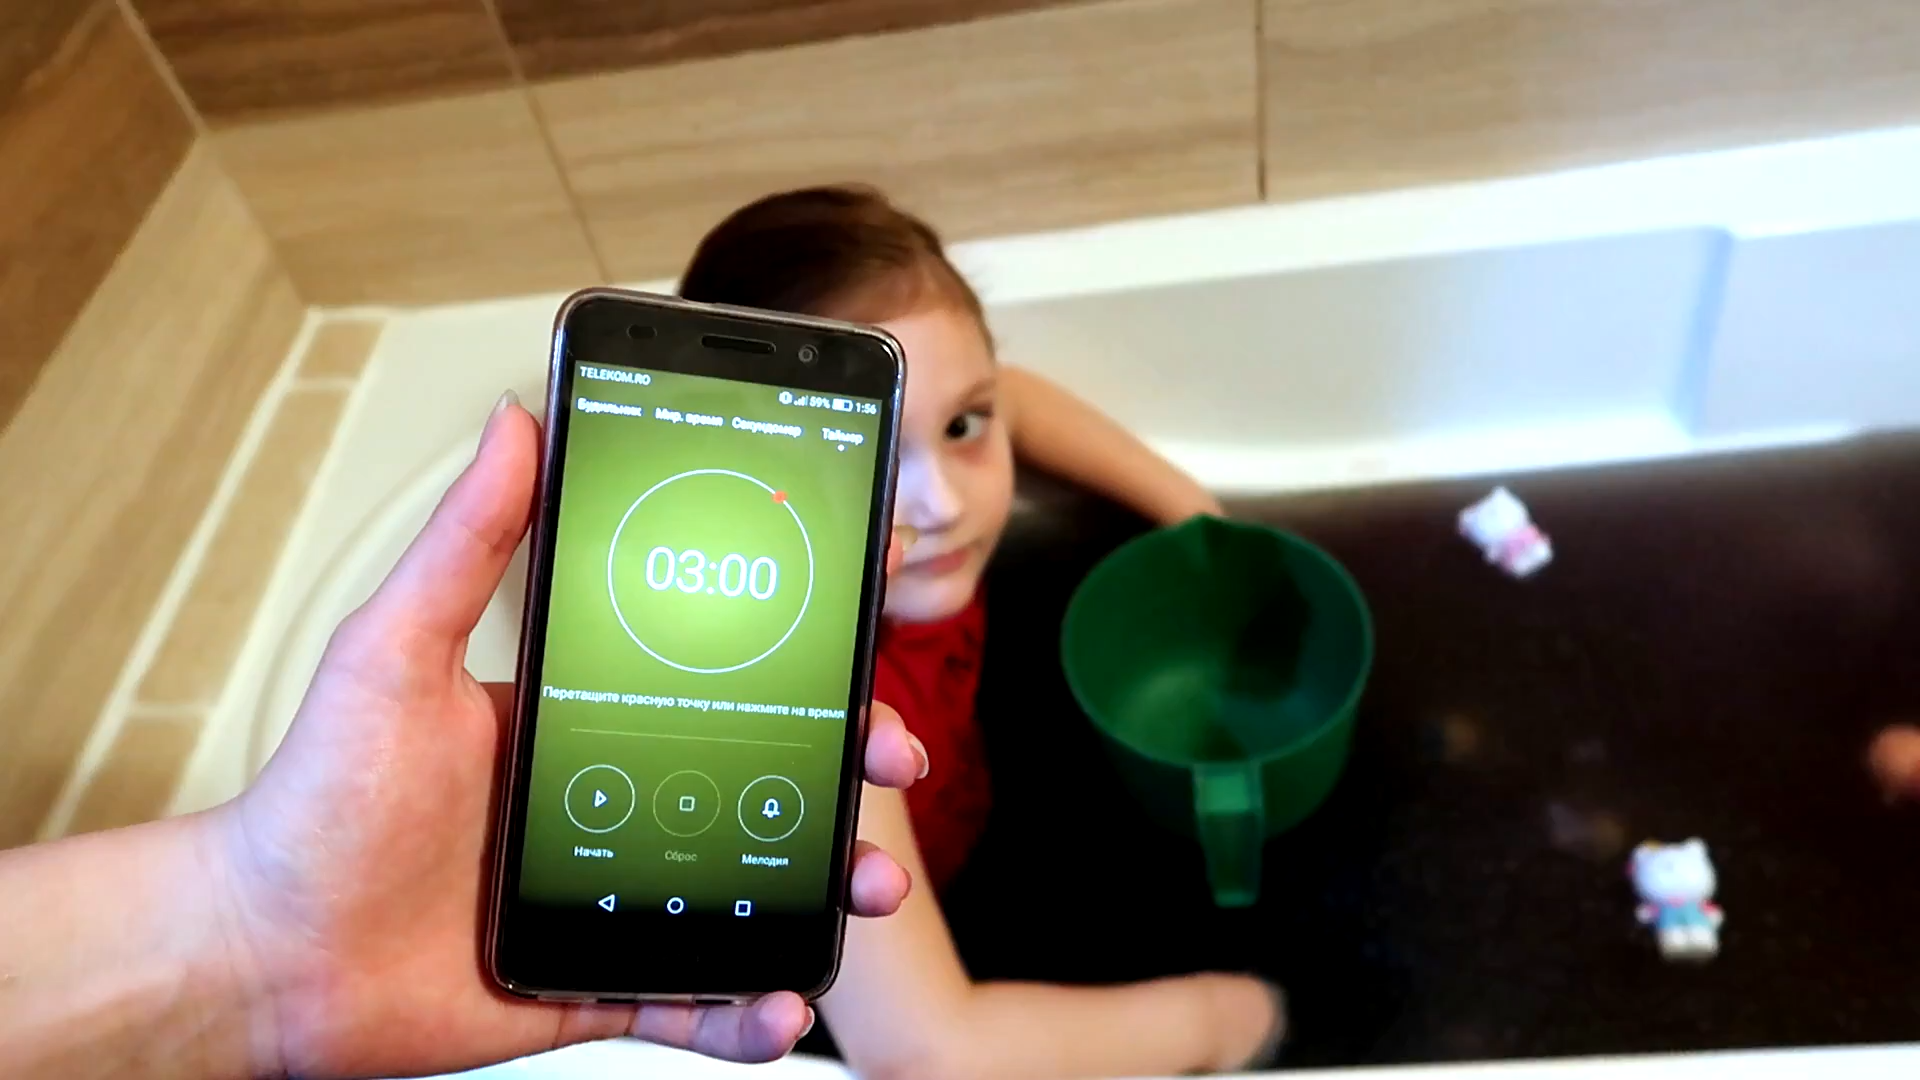 TELEKOM.RO
59% 1:56
Будильник Мир. время Секундомер Таймер
03:00
Перетащите красную точку или нажмите на время
Начать Сброс Мелодия